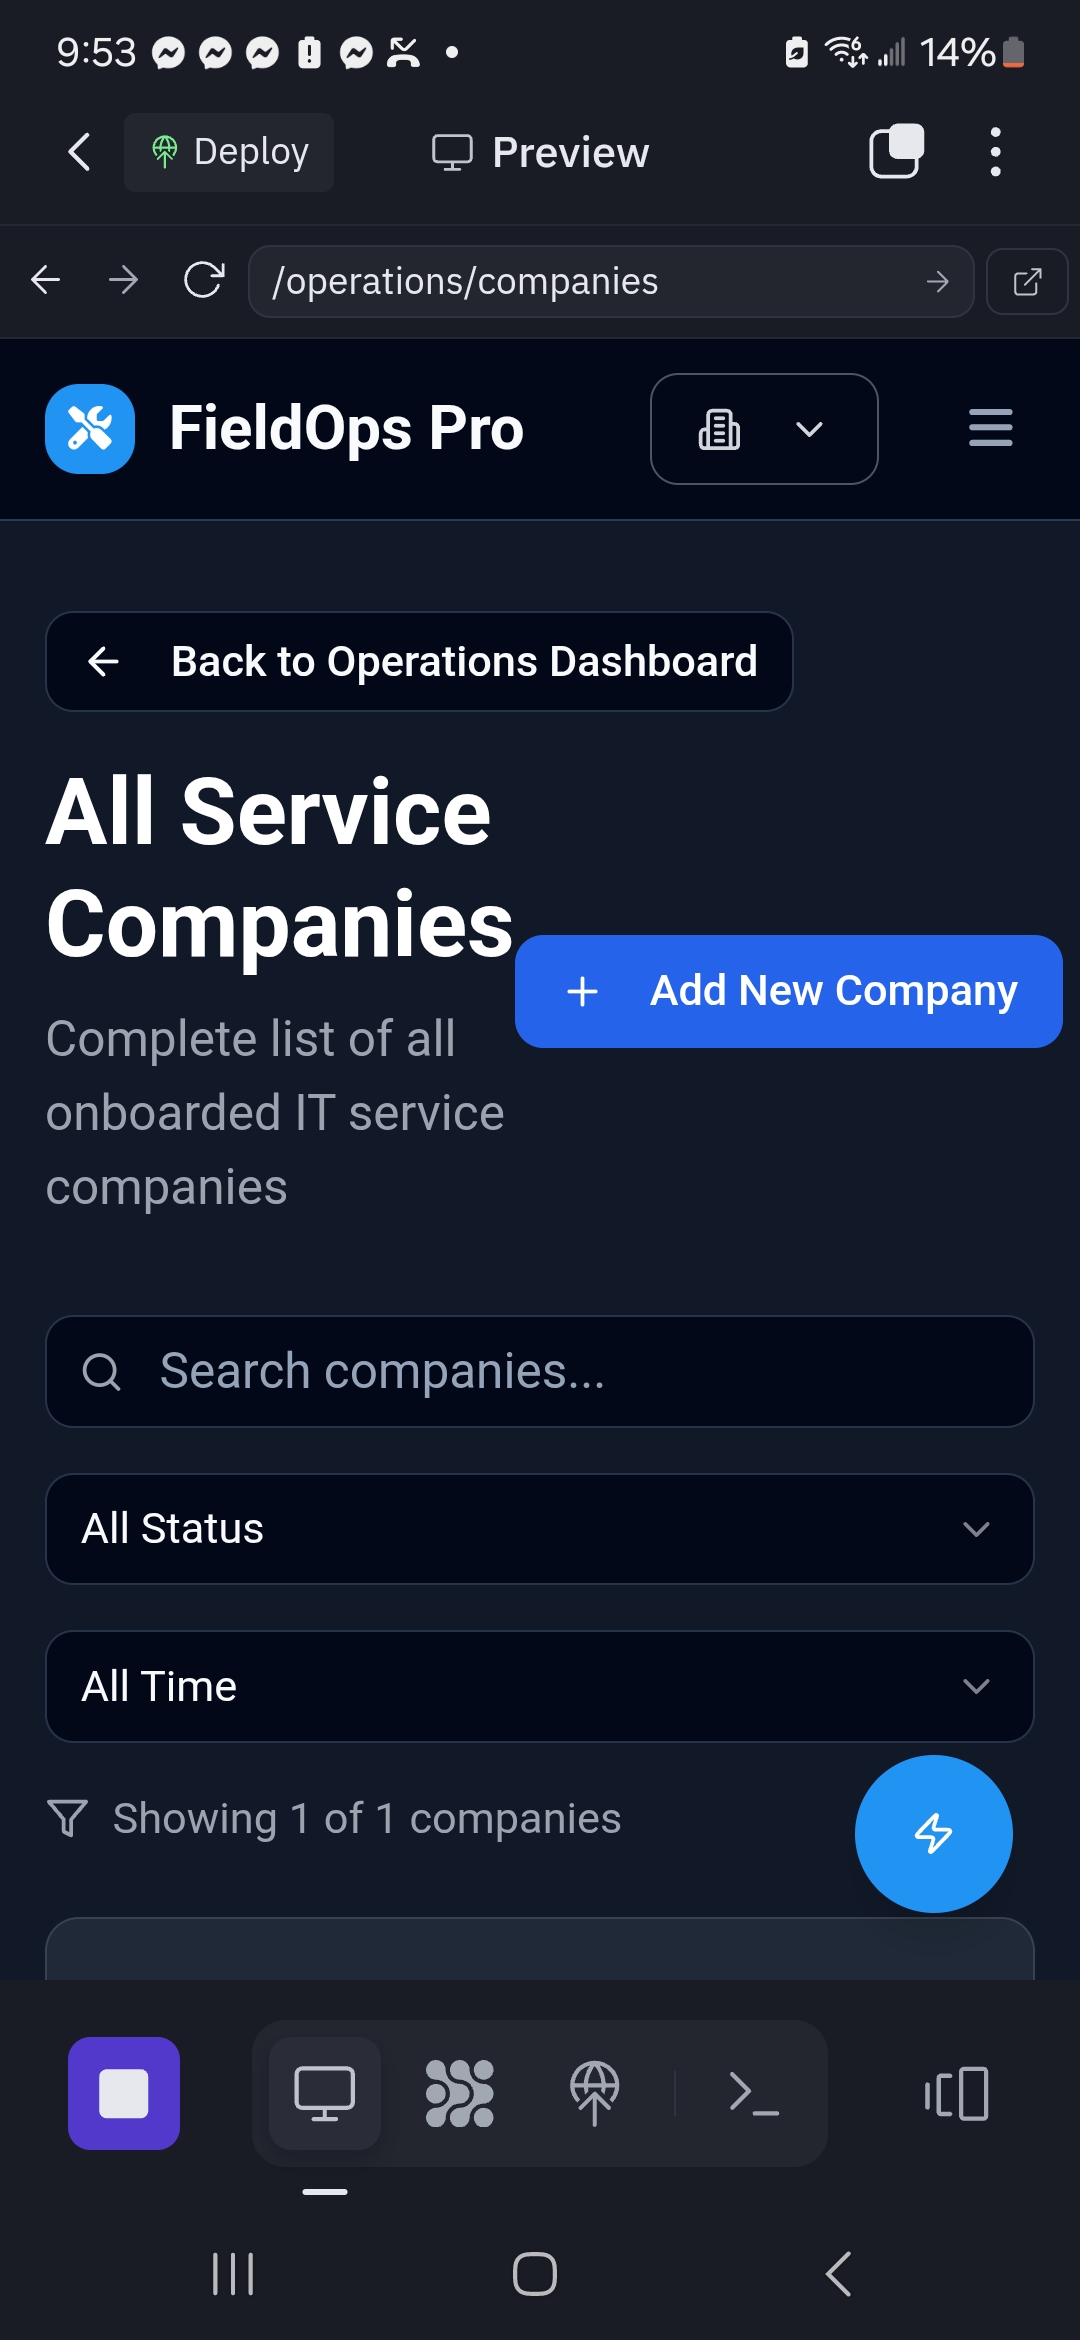 9:53
14%
Deploy
Preview
/operations/companies
FieldOps Pro
Back to Operations Dashboard
All Service
Companies
Add New Company
Complete list of all
onboarded IT service
companies
Search companies...
All Status
All Time
Showing 1 of 1 companies